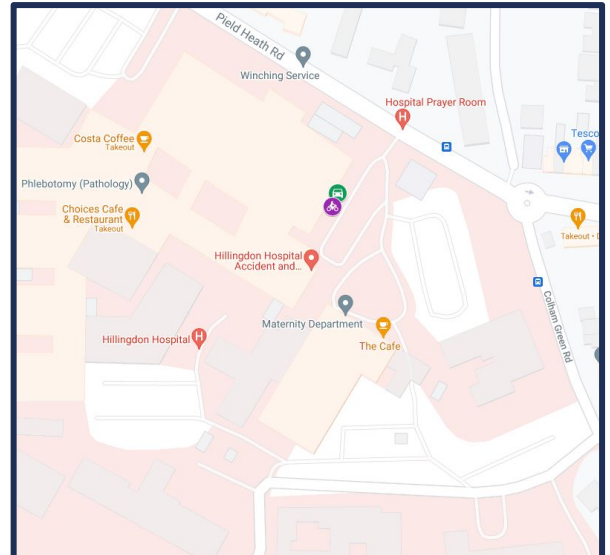 Pield Heath Rd
Winching Service
Hospital Prayer Room
Costa Coffee
Takeout
Tesco
Phlebotomy (Pathology)
Choices Cafe
& Restaurant
Takeout
Takeout •
Hillingdon Hospital
Accident and...
Colham Green Rd
Maternity Department
Hillingdon Hospital
The Cafe
H
H